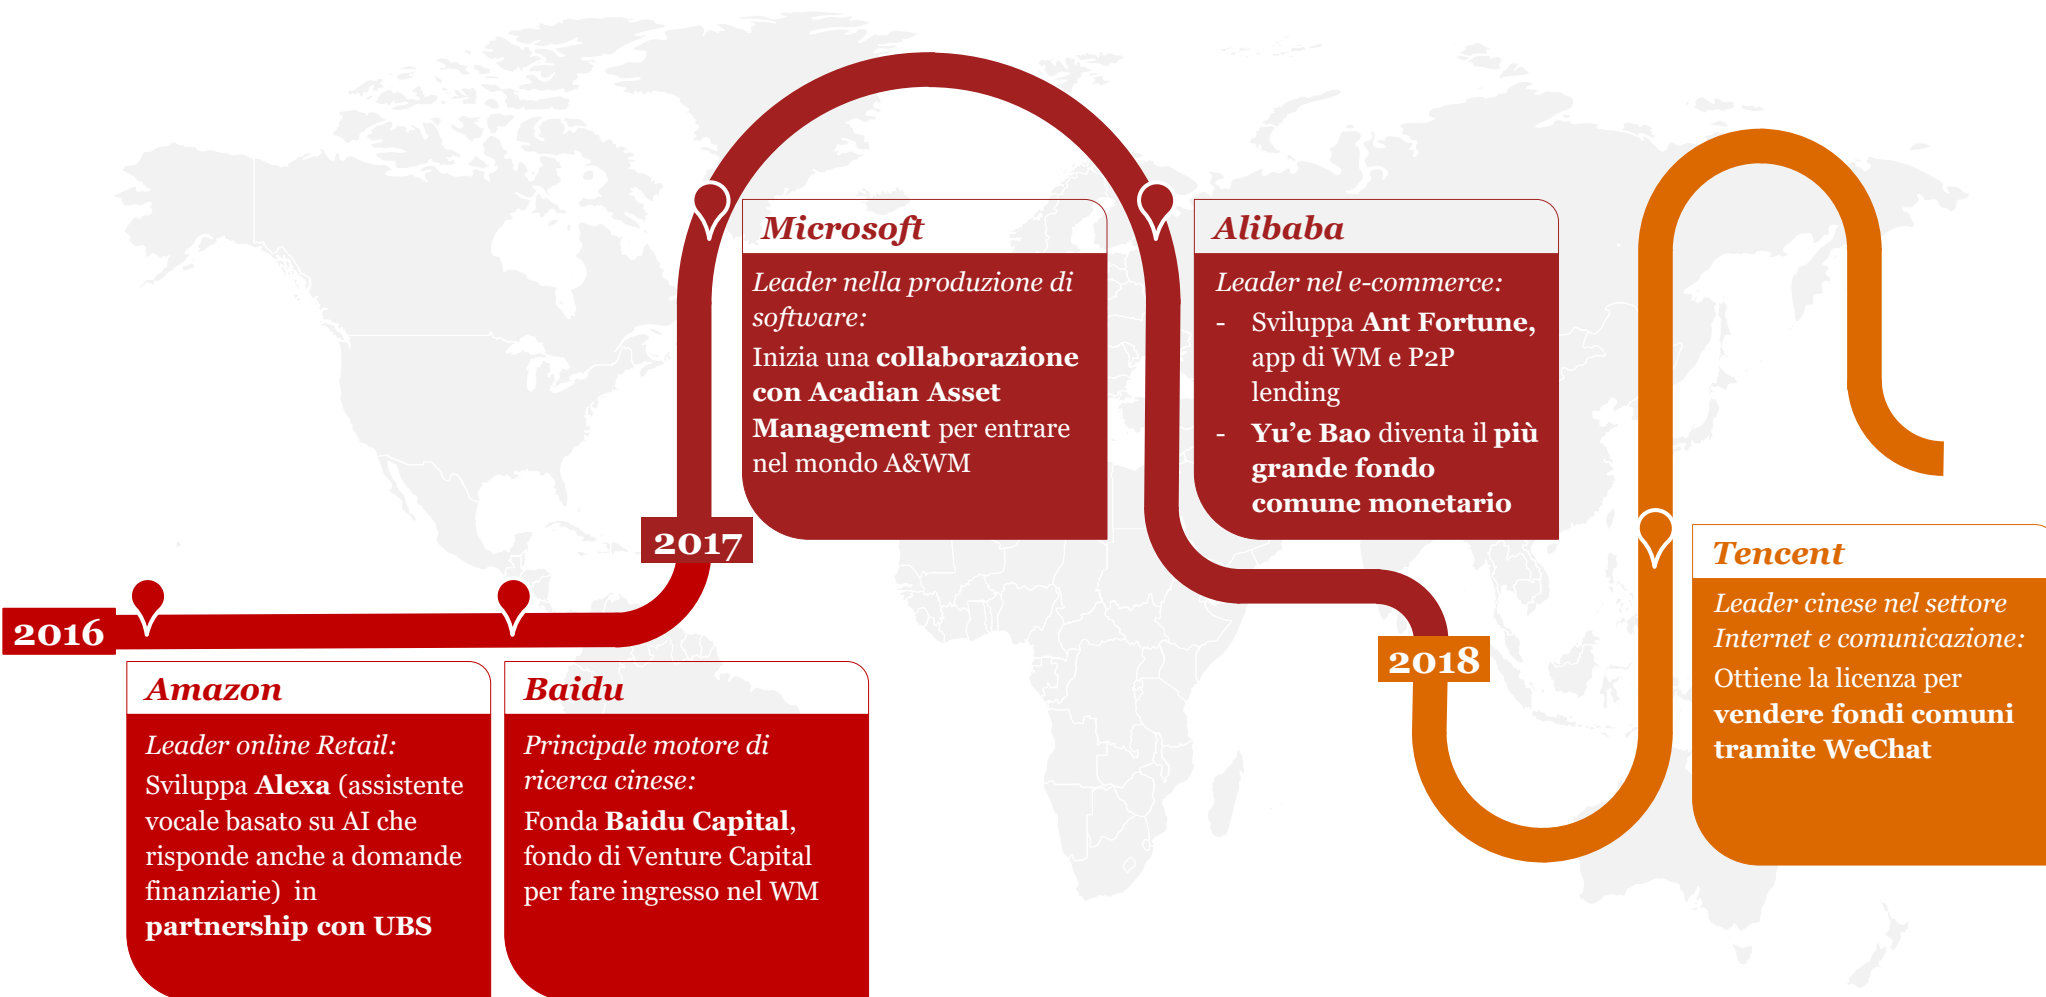 2016
Amazon
Leader online Retail:
Sviluppa Alexa (assistente
vocale basato su AI che
risponde anche a domande
finanziarie) in
partnership con UBS
Baidu
Principale motore di
ricerca cinese:
Fonda Baidu Capital,
fondo di Venture Capital
per fare ingresso nel WM
2017
Microsoft
Leader nella produzione di
software:
Inizia una collaborazione
con Acadian Asset
Management per entrare
nel mondo A&WM
Alibaba
Leader nel e-commerce:
- Sviluppa Ant Fortune,
app di WM e P2P
lending
- Yu'e Bao diventa il più
grande fondo
comune monetario
2018
Tencent
Leader cinese nel settore
Internet e comunicazione:
Ottiene la licenza per
vendere fondi comuni
tramite WeChat